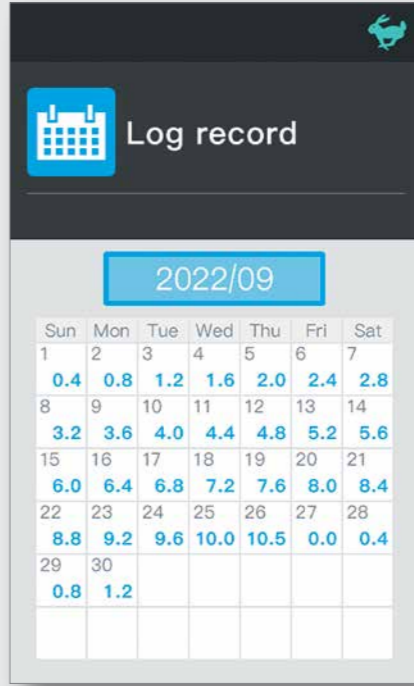 Log record
2022/09
Sun Mon Tue Wed Thu Fri Sat
1 2 3 4 5 6 7
0.4 0.8 1.2 1.6 2.0 2.4 2.8
8 9 10 11 12 13 14
3.2 3.6 4.0 4.4 4.8 5.2 5.6
15 16 17 18 19 20 21
6.0 6.4 6.8 7.2 7.6 8.0 8.4
22 23 24 25 26 27 28
8.8 9.2 9.6 10.0 10.5 0.0 0.4
29 30
0.8 1.2